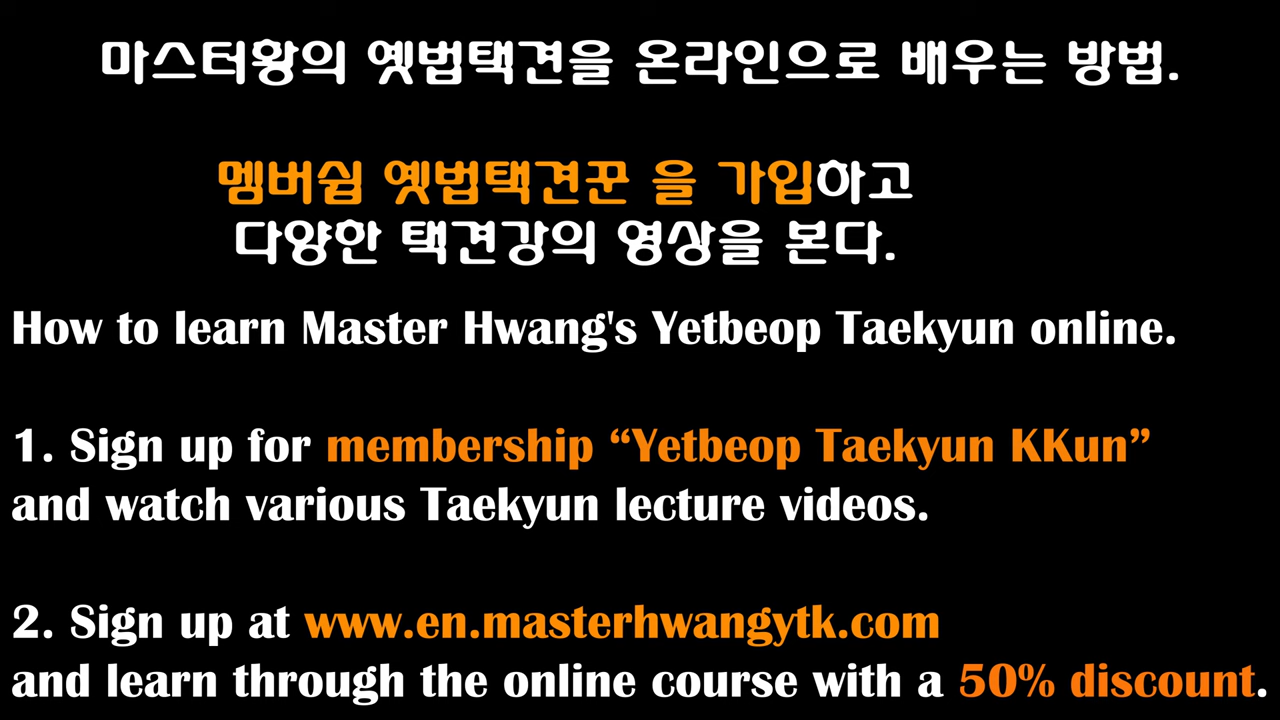 마스터황의 옛법택견을 온라인으로 배우는 방법.
멤버쉽 옛법택견꾼 을 가입하고
다양한 택견강의 영상을 본다.
How to learn Master Hwang's Yetbeop Taekyun online.
1. Sign up for membership “Yetbeop Taekyun KKun”
and watch various Taekyun lecture videos.
2. Sign up at www.en.masterhwangytk.com
and learn through the online course with a 50% discount.